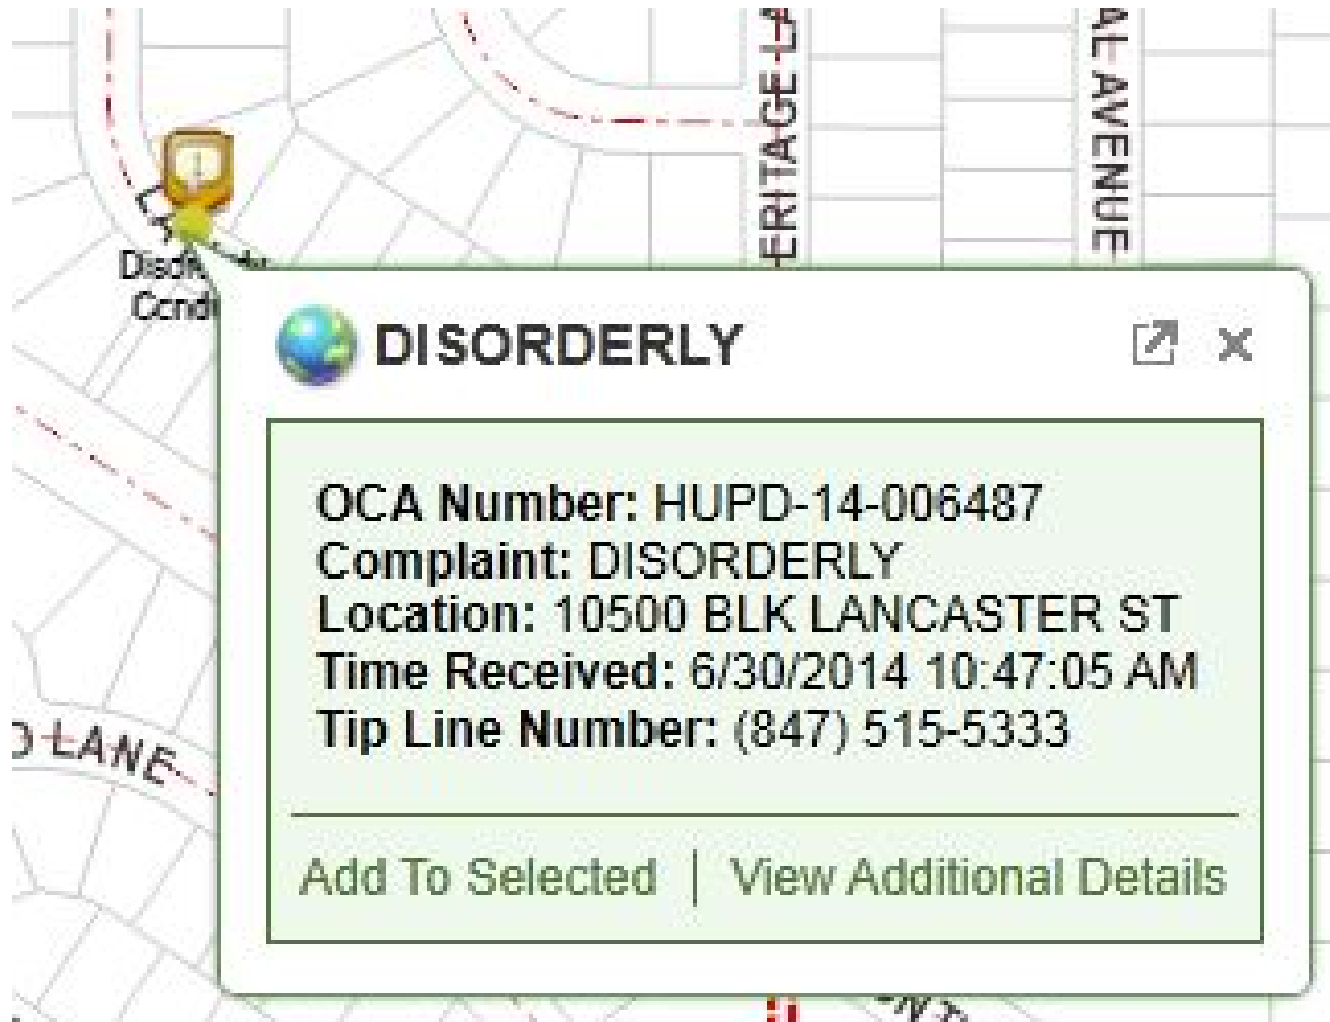 ERITAGE LA
AL AVENUE
DISORDERLY
OCA Number: HUPD-14-006487
Complaint: DISORDERLY
Location: 10500 BLK LANCASTER ST
Time Received: 6/30/2014 10:47:05 AM
Tip Line Number: (847) 515-5333
LANE
Add To Selected | View Additional Details